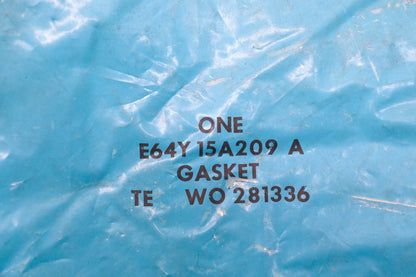 ONE
E64Y 15A209 A
GASKET
TE WO 281336